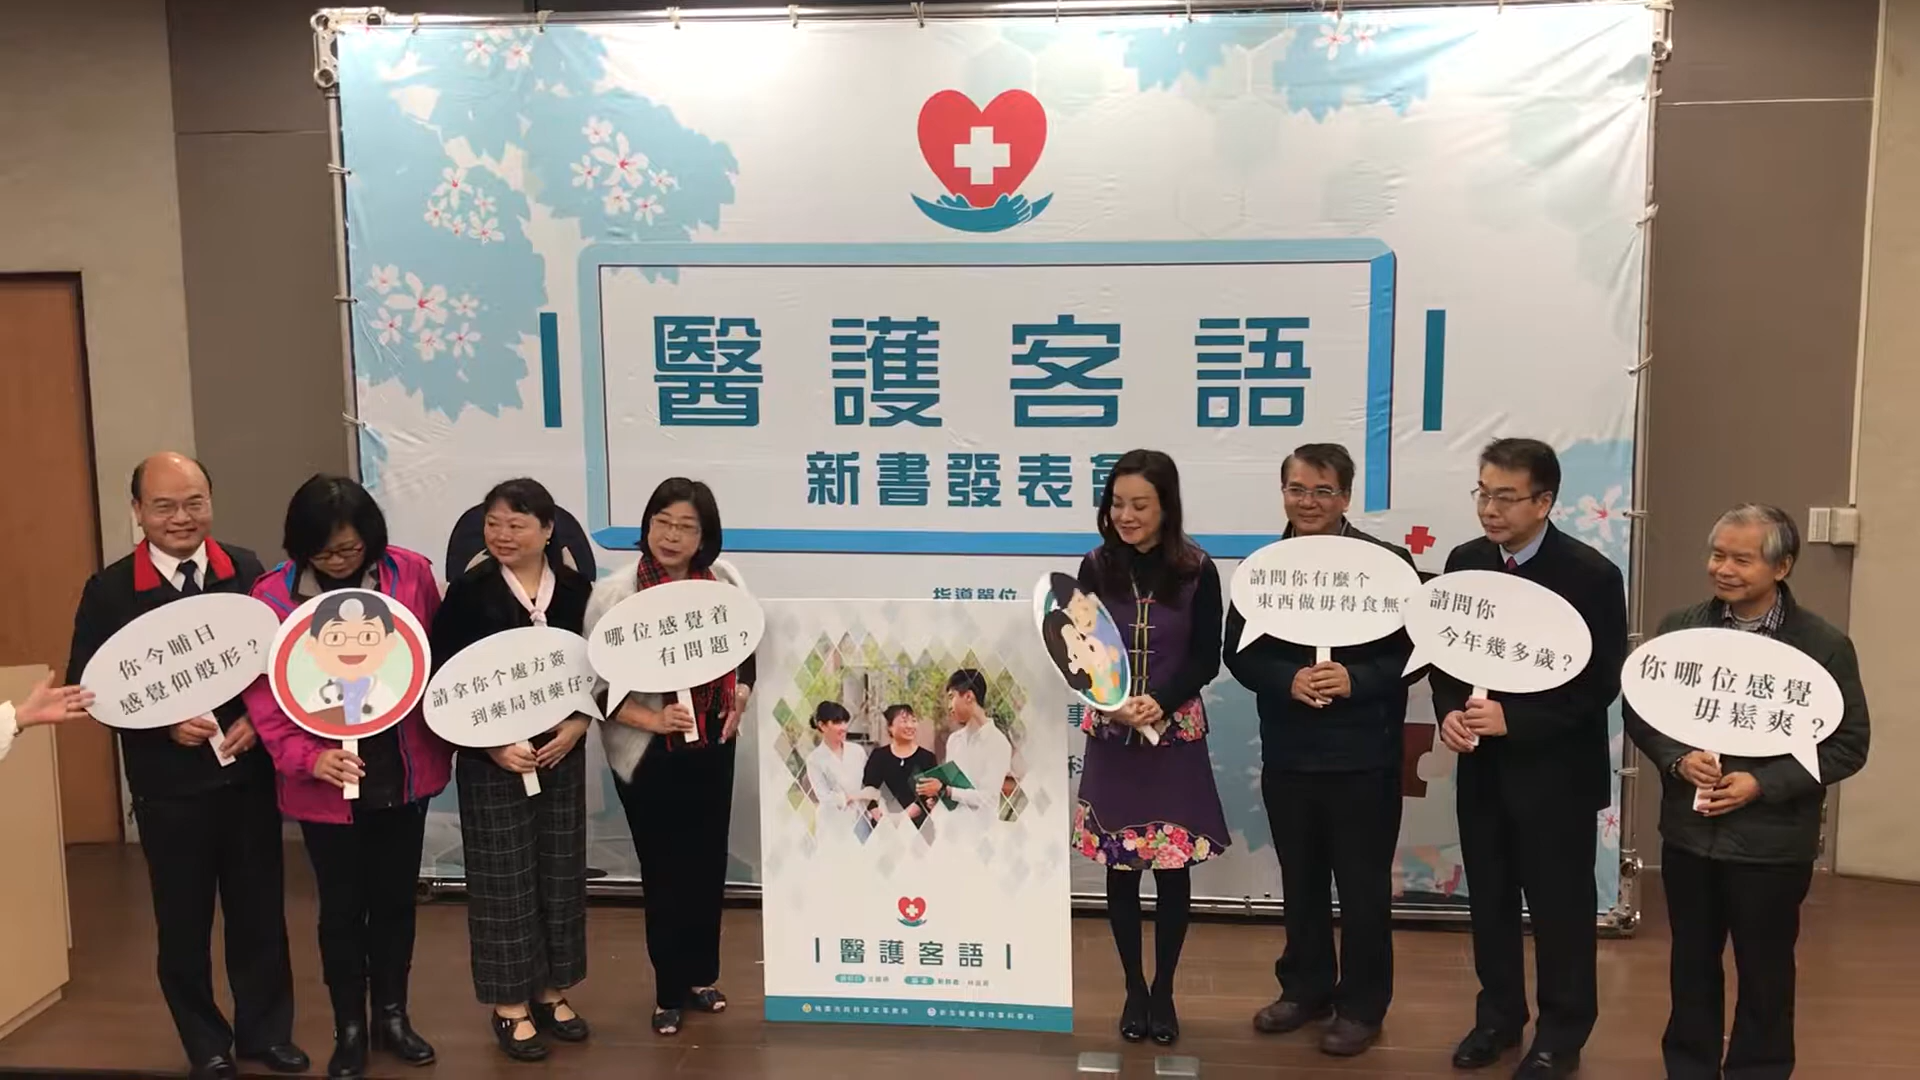 醫護客語
新書發表會
指導單位
你今晡日
感覺仰般形？
請拿你个處方簽
到藥局領藥仔。
哪位感覺着
有問題？
請問你有麼个
東西做毋得食無？
請問你
今年幾多歲？
你哪位感覺
毋鬆爽？
事
科
醫護客語